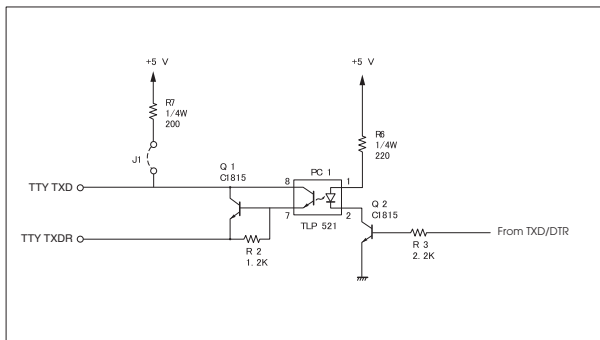 +5 V
+5 V
R7
1/4W
200
R6
1/4W
220
J1
Q 1
C1815
PC 1
8
1
TTY TXD
7
2
Q 2
C1815
TLP 521
TTY TXDR
R 2
1. 2K
R 3
2. 2K
From TXD/DTR